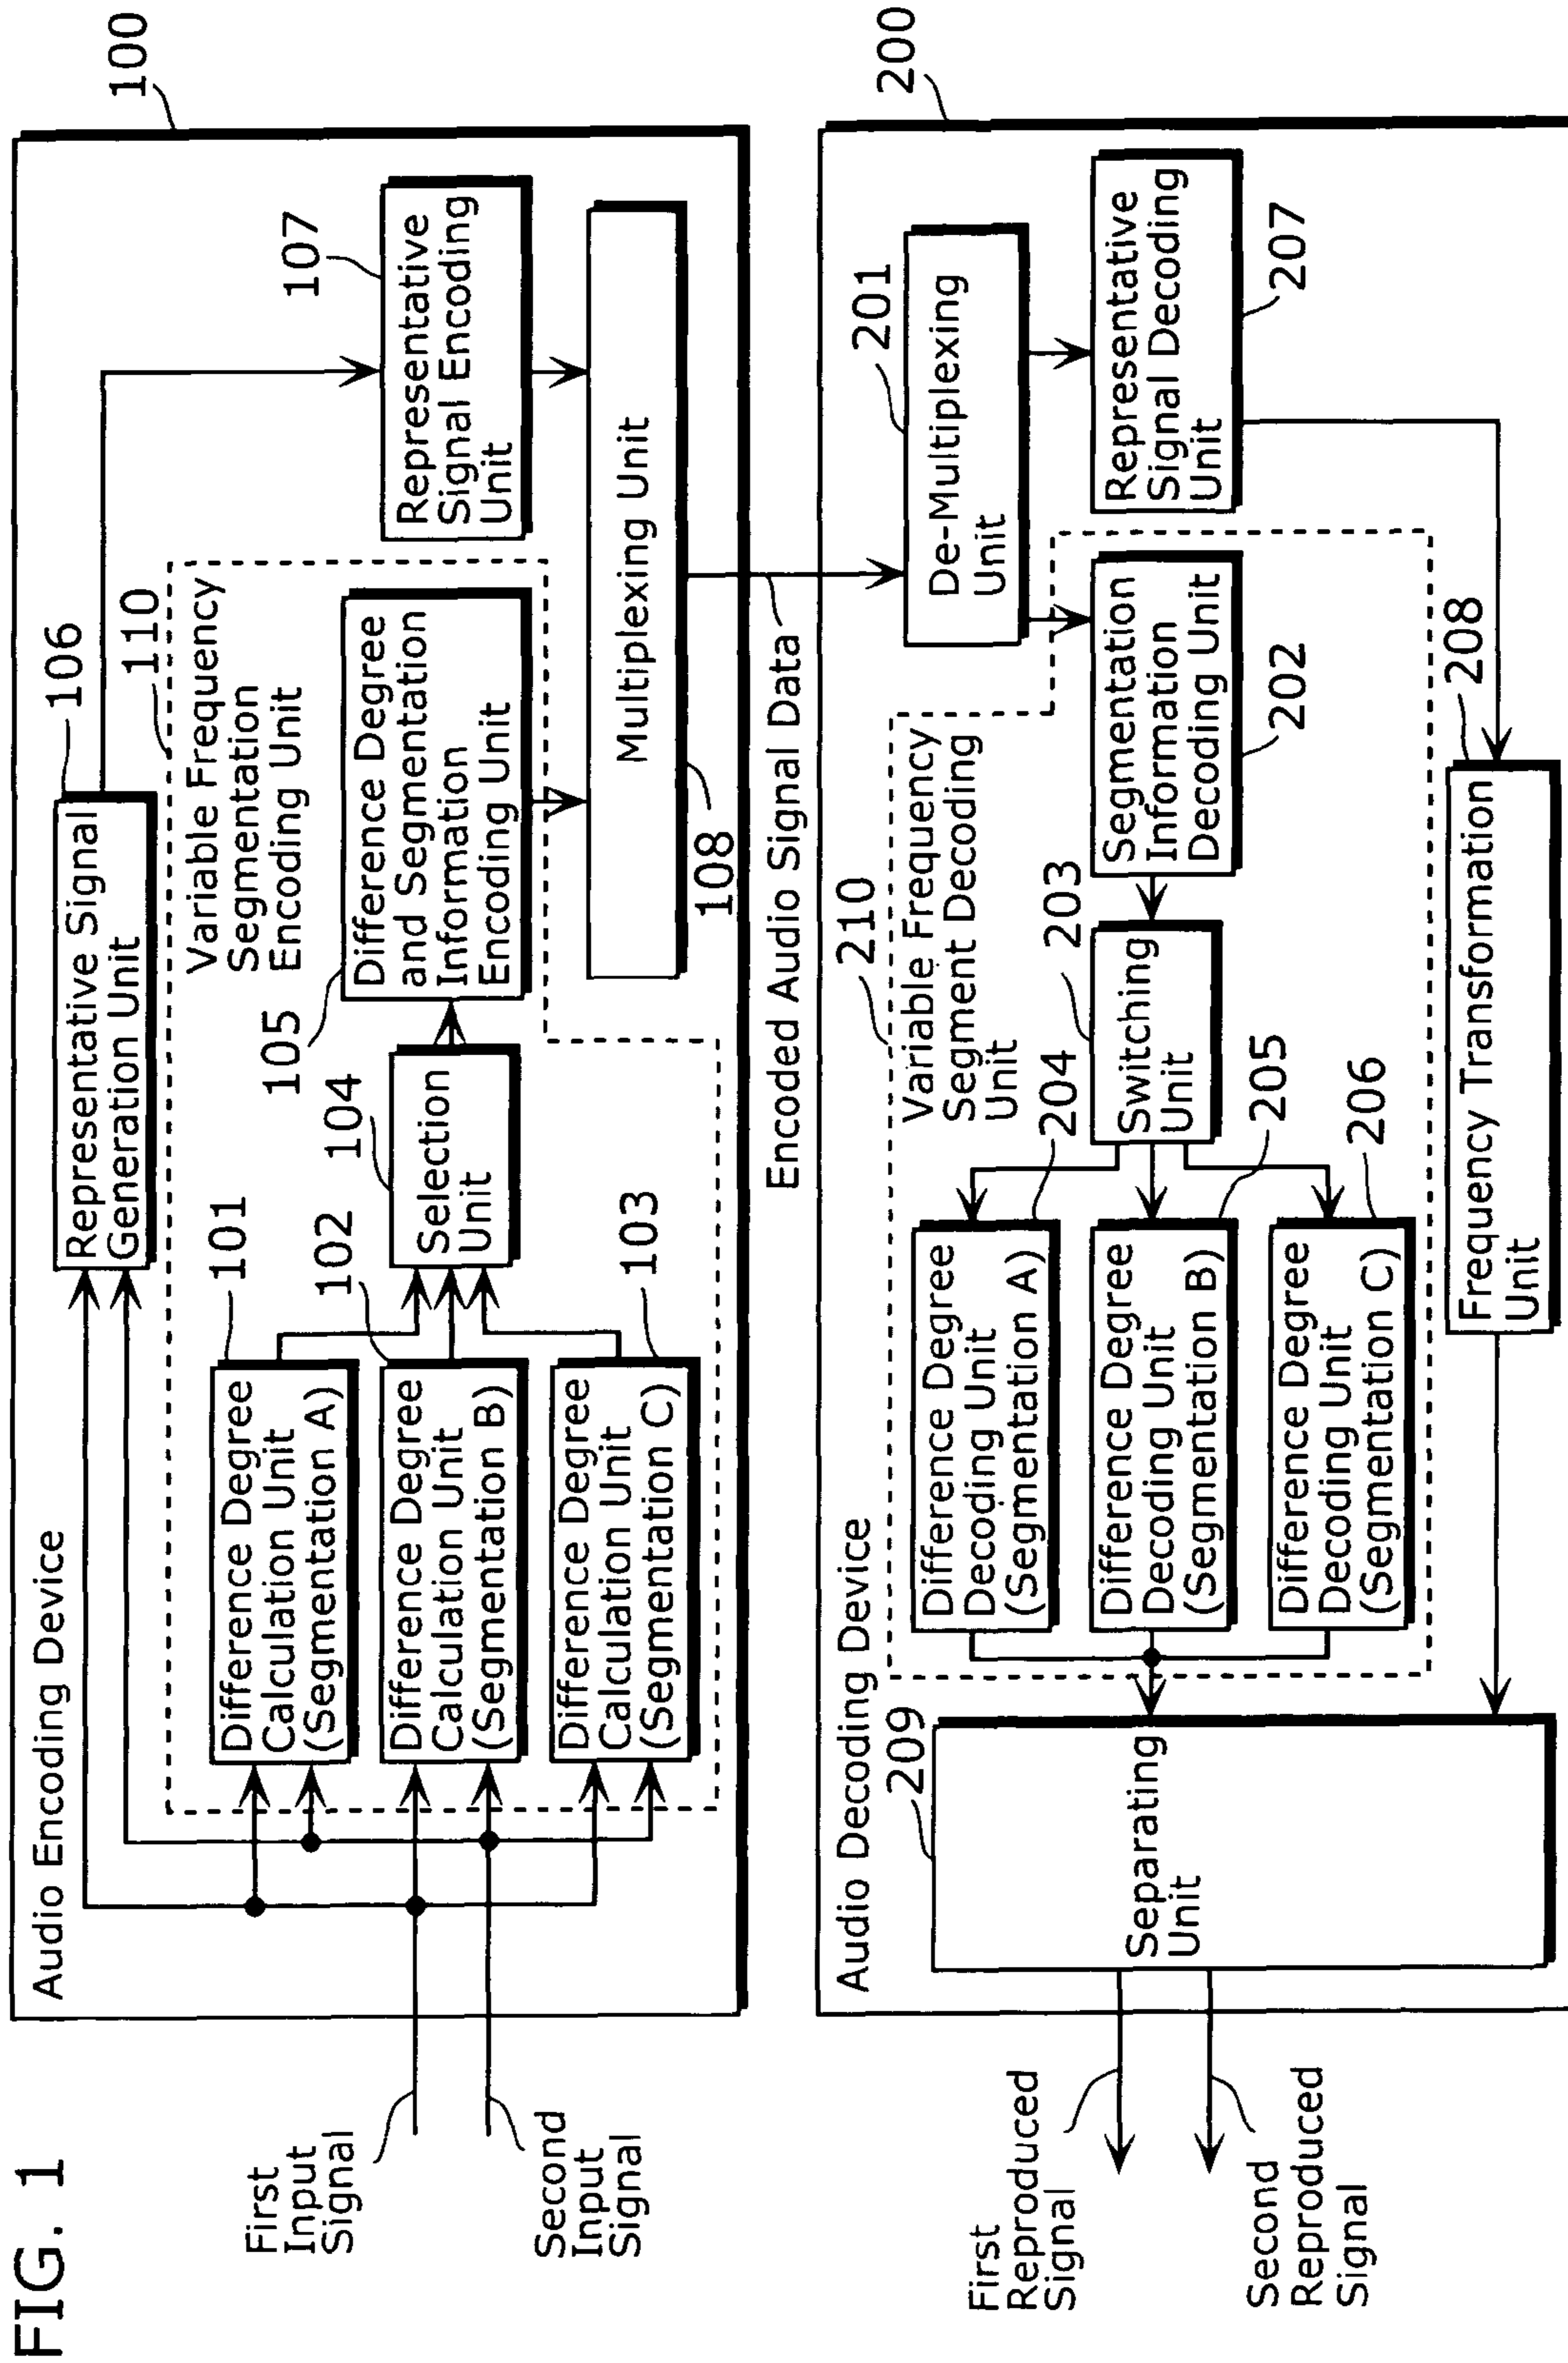 FIG. 1
Audio Encoding Device
100
First
Input
Signal
Second
Input
Signal
Representative Signal
Generation Unit
106
110
Variable Frequency
Segmentation
Encoding Unit
101
Difference Degree
Calculation Unit
(Segmentation A)
102
Difference Degree
Calculation Unit
(Segmentation B)
103
Difference Degree
Calculation Unit
(Segmentation C)
104
Selection
Unit
105
Difference Degree
and Segmentation
Information
Encoding Unit
107
Representative
Signal Encoding
Unit
Multiplexing Unit
108
Encoded Audio Signal Data
Audio Decoding Device
200
201
De-Multiplexing
Unit
Representative
Signal Decoding
Unit
207
210
Variable Frequency
Segment Decoding
Unit
Segmentation
Information
Decoding Unit
202
203
Switching
Unit
204
Difference Degree
Decoding Unit
(Segmentation A)
205
Difference Degree
Decoding Unit
(Segmentation B)
206
Difference Degree
Decoding Unit
(Segmentation C)
208
Frequency Transformation
Unit
209
Separating
Unit
First
Reproduced
Signal
Second
Reproduced
Signal